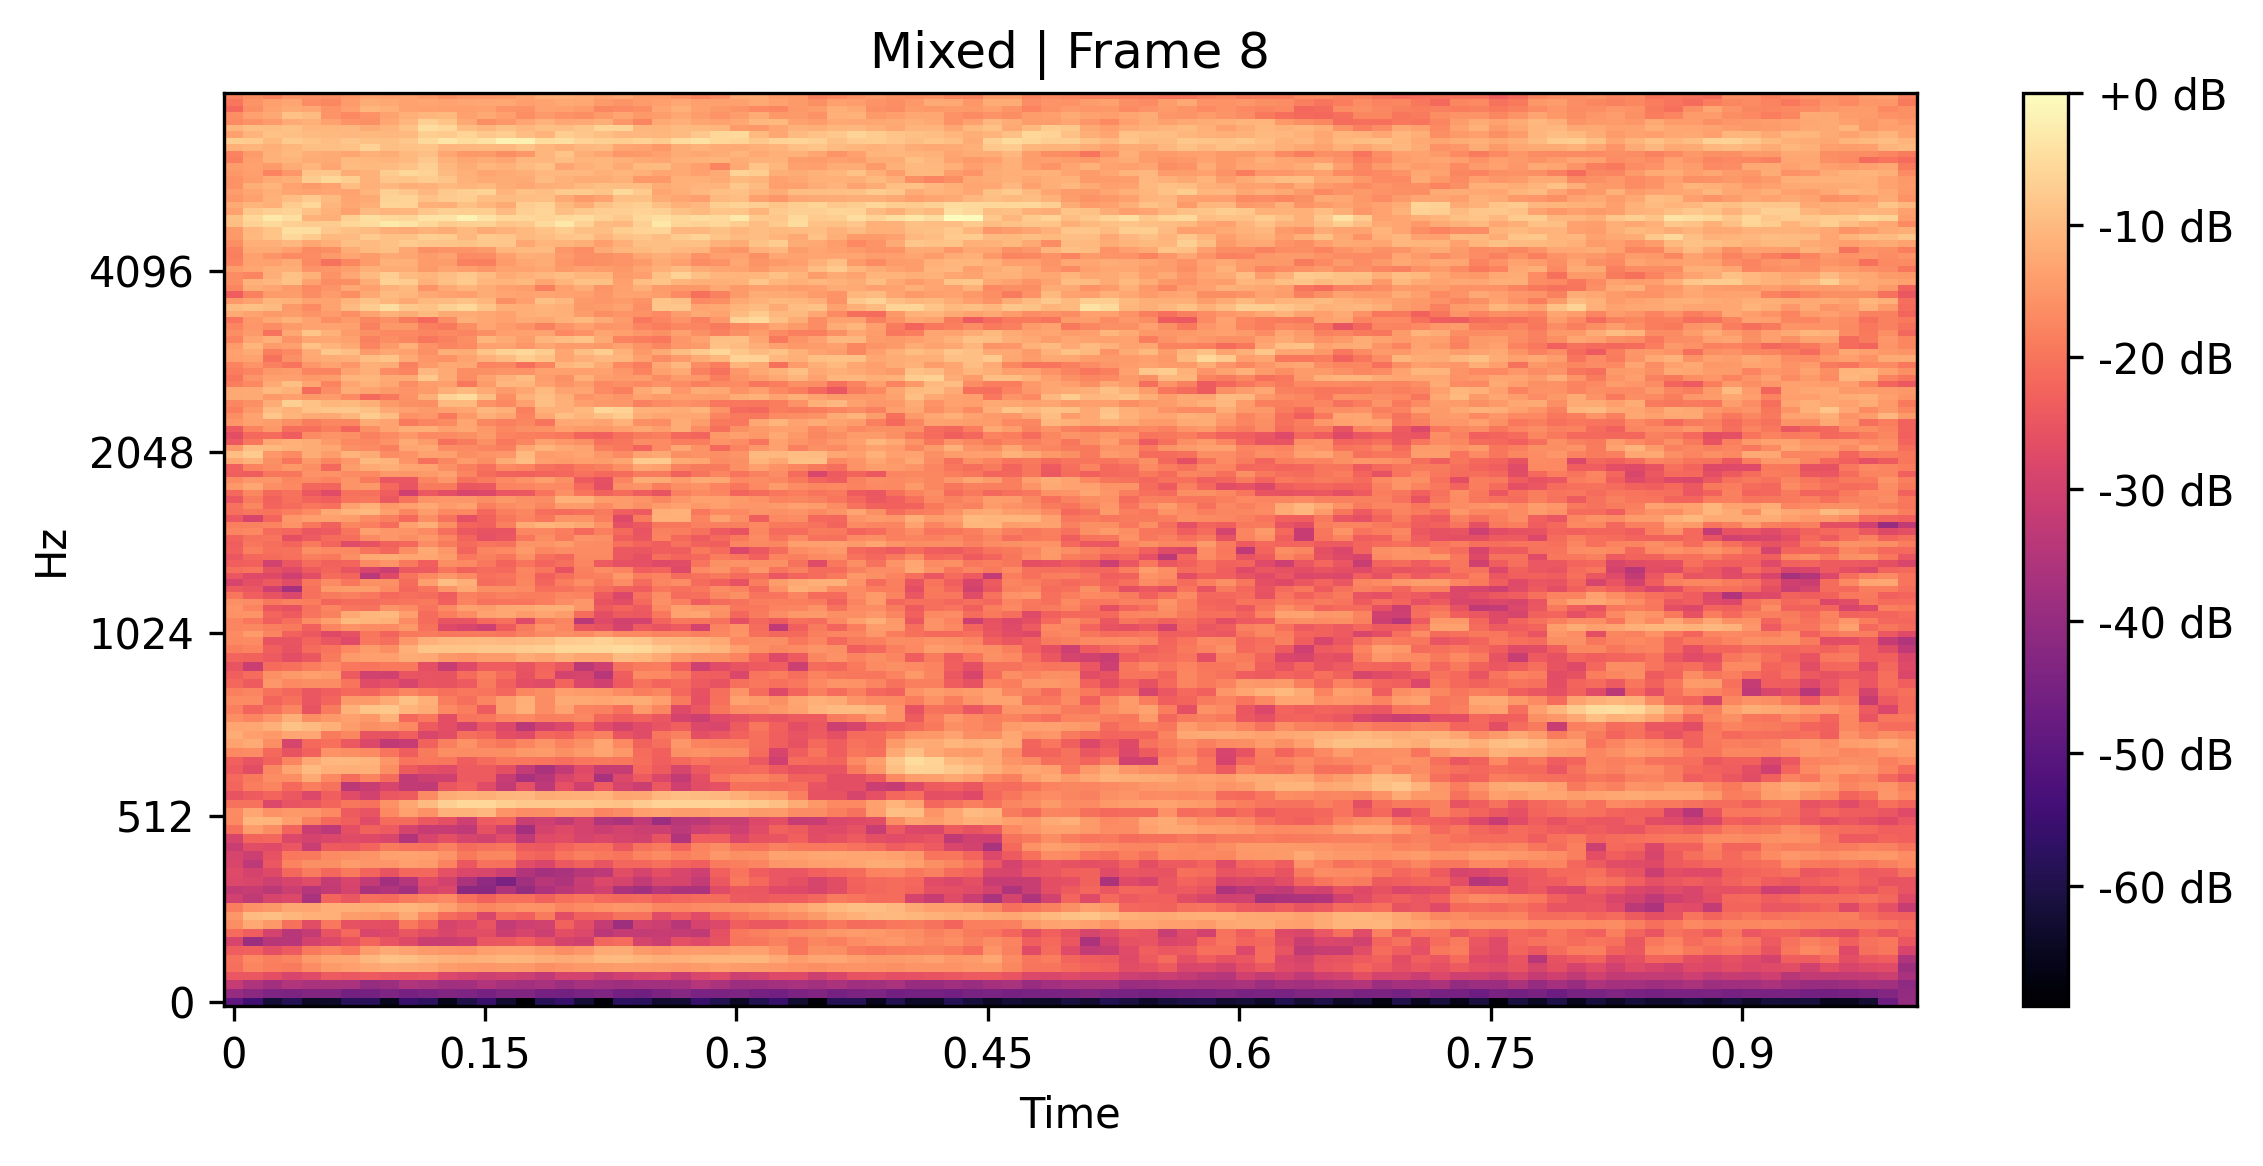 Mixed | Frame 8
Hz
4096
2048
1024
512
0
0 0.15 0.3 0.45 0.6 0.75 0.9
Time
+0 dB
-10 dB
-20 dB
-30 dB
-40 dB
-50 dB
-60 dB